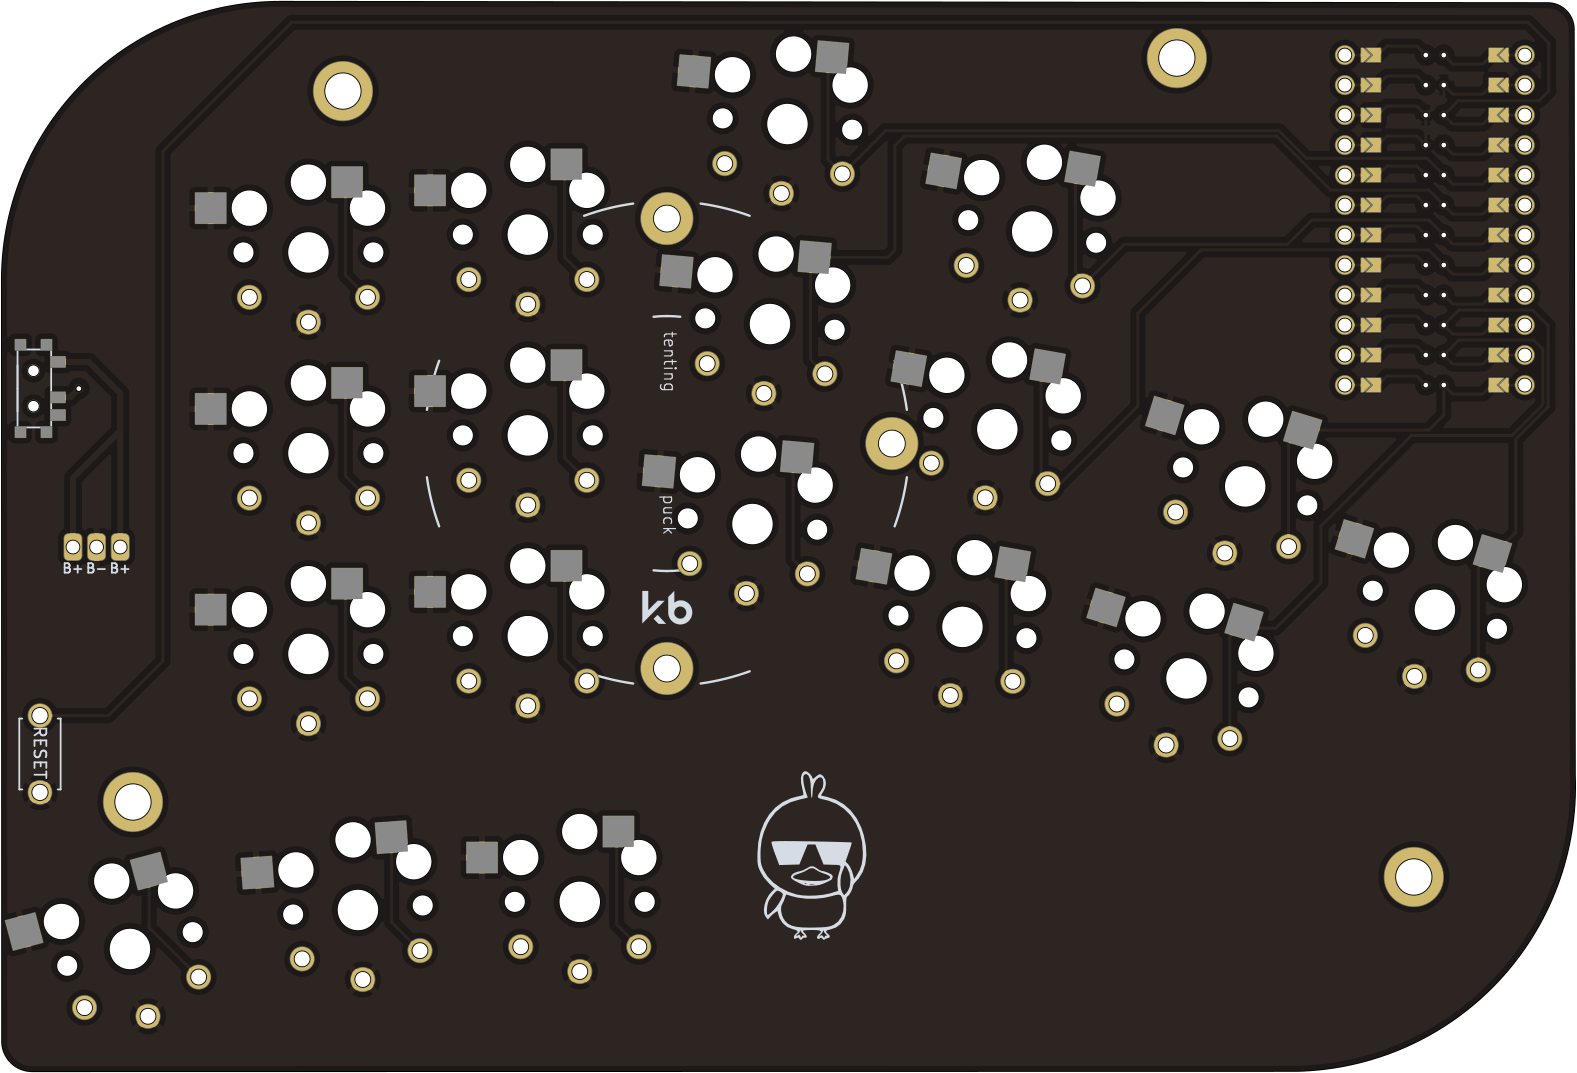 tenting
puck
B+ B- B+
kb
RESET